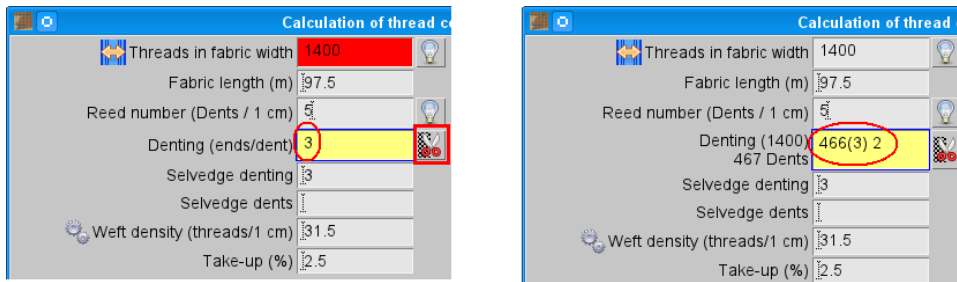 Calculation of thread c
Threads in fabric width 1400
Fabric length (m) 97.5
Reed number (Dents / 1 cm) 5
Denting (ends/dent) 3
Selvedge denting 3
Selvedge dents
Weft density (threads/1 cm) 31.5
Take-up (%) 2.5
Calculation of thread
Threads in fabric width 1400
Fabric length (m) 97.5
Reed number (Dents / 1 cm) 5
Denting (1400) 466(3) 2
467 Dents
Selvedge denting 3
Selvedge dents
Weft density (threads/1 cm) 31.5
Take-up (%) 2.5